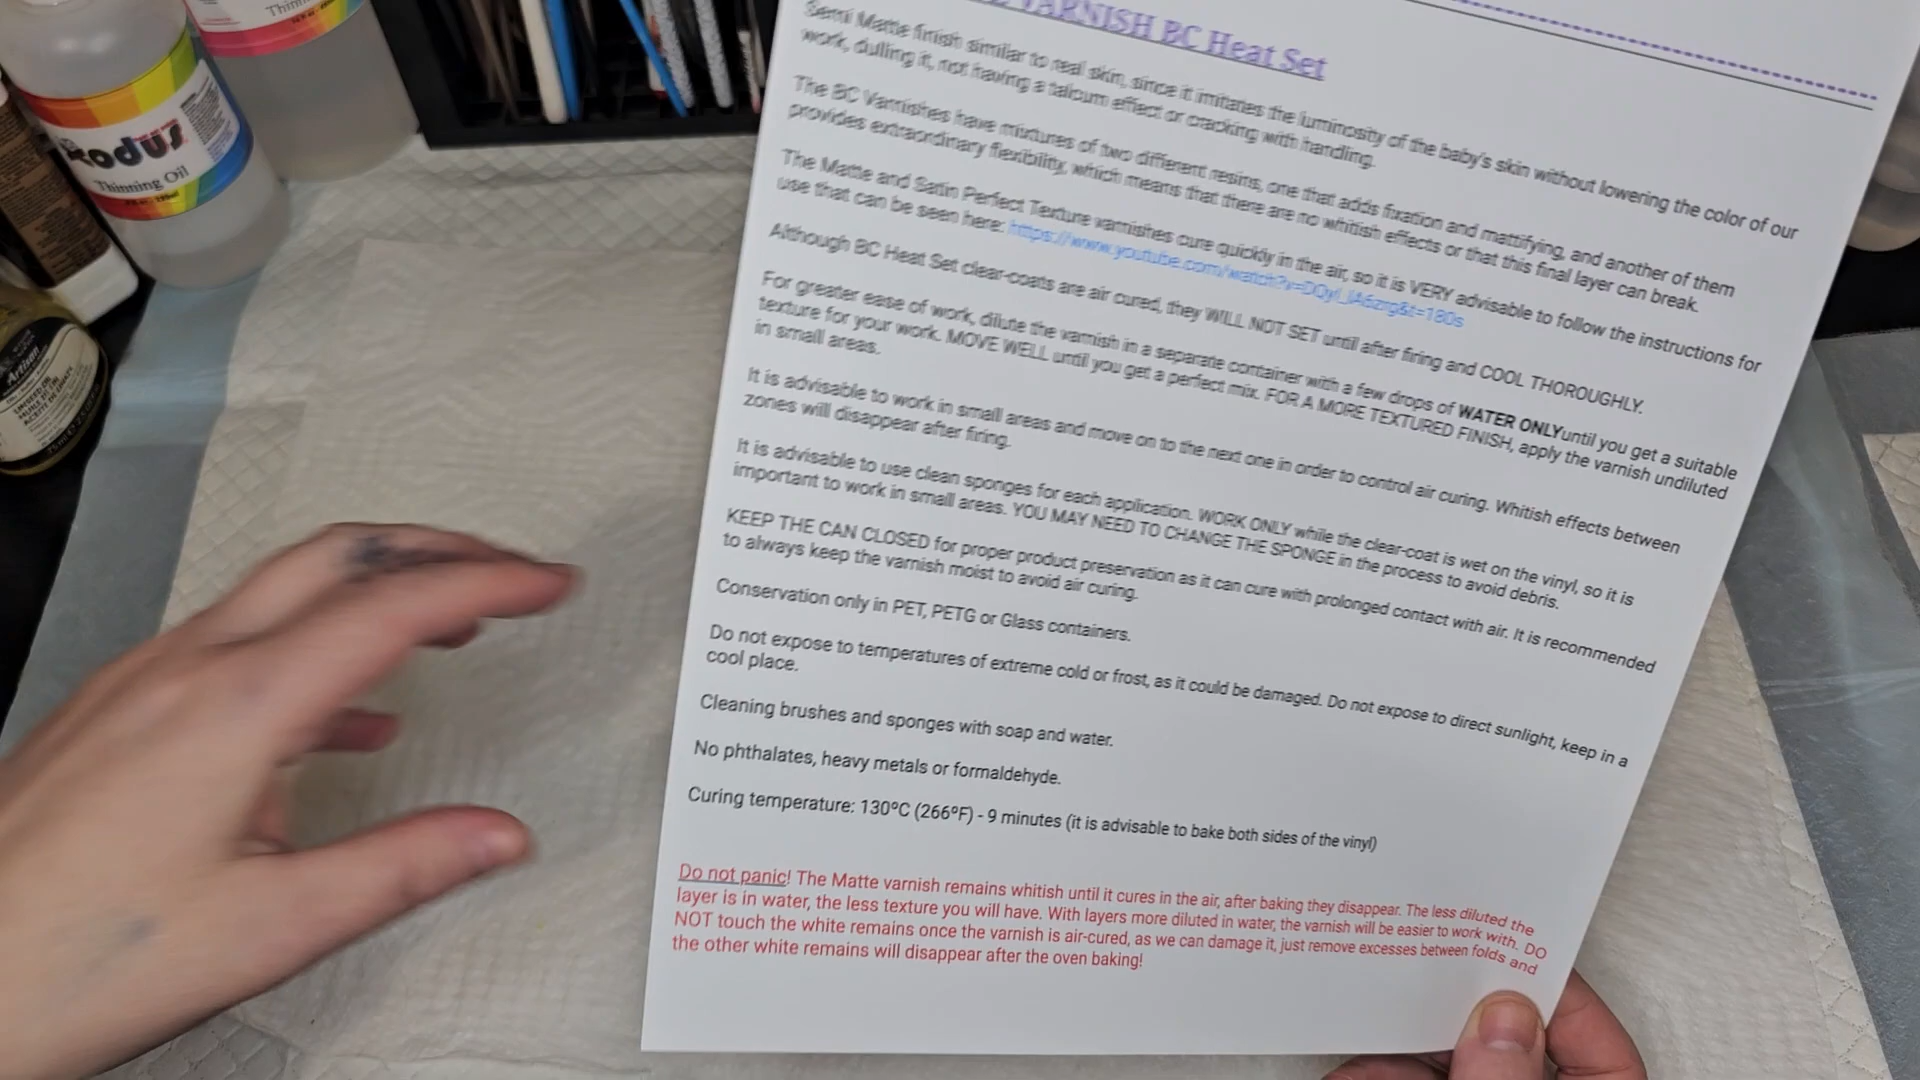 Thinning
odus
Thinning Oil
Artisan
LINSEED OIL
VARNISH BC Heat Set
Semi Matte finish similar to real skin, since it imitates the luminosity of the baby's skin without lowering the color of our
work, dulling it, not having a talcum effect or cracking with handling.
The BC Varnishes have mixtures of two different resins, one that adds fixation and mattifying, and another of them
provides extraordinary flexibility, which means that there are no whitish effects or that this final layer can break.
The Matte and Satin Perfect Texture varnishes cure quickly in the air, so it is VERY advisable to follow the instructions for
use that can be seen here:
Although BC Heat Set clear-coats are air cured, they WILL NOT SET until after firing and COOL THOROUGHLY.
For greater ease of work, dilute the varnish in a separate container with a few drops of WATER ONLYuntil you get a suitable
texture for your work. MOVE WELL until you get a perfect mix. FOR A MORE TEXTURED FINISH, apply the varnish undiluted
in small areas.
It is advisable to work in small areas and move on to the next one in order to control air curing. Whitish effects between
zones will disappear after firing.
It is advisable to use clean sponges for each application. WORK ONLY while the clear-coat is wet on the vinyl, so it is
important to work in small areas. YOU MAY NEED TO CHANGE THE SPONGE in the process to avoid debris.
KEEP THE CAN CLOSED for proper product preservation as it can cure with prolonged contact with air. It is recommended
to always keep the varnish moist to avoid air curing.
Conservation only in PET, PETG or Glass containers.
Do not expose to temperatures of extreme cold or frost, as it could be damaged. Do not expose to direct sunlight, keep in a
cool place.
Cleaning brushes and sponges with soap and water.
No phthalates, heavy metals or formaldehyde.
Curing temperature: 130ºC (266ºF) - 9 minutes (it is advisable to bake both sides of the vinyl)
Do not panic! The Matte varnish remains whitish until it cures in the air, after baking they disappear. The less diluted the
layer is in water, the less texture you will have. With layers more diluted in water, the varnish will be easier to work with. DO
NOT touch the white remains once the varnish is air-cured, as we can damage it, just remove excesses between folds and
the other white remains will disappear after the oven baking!